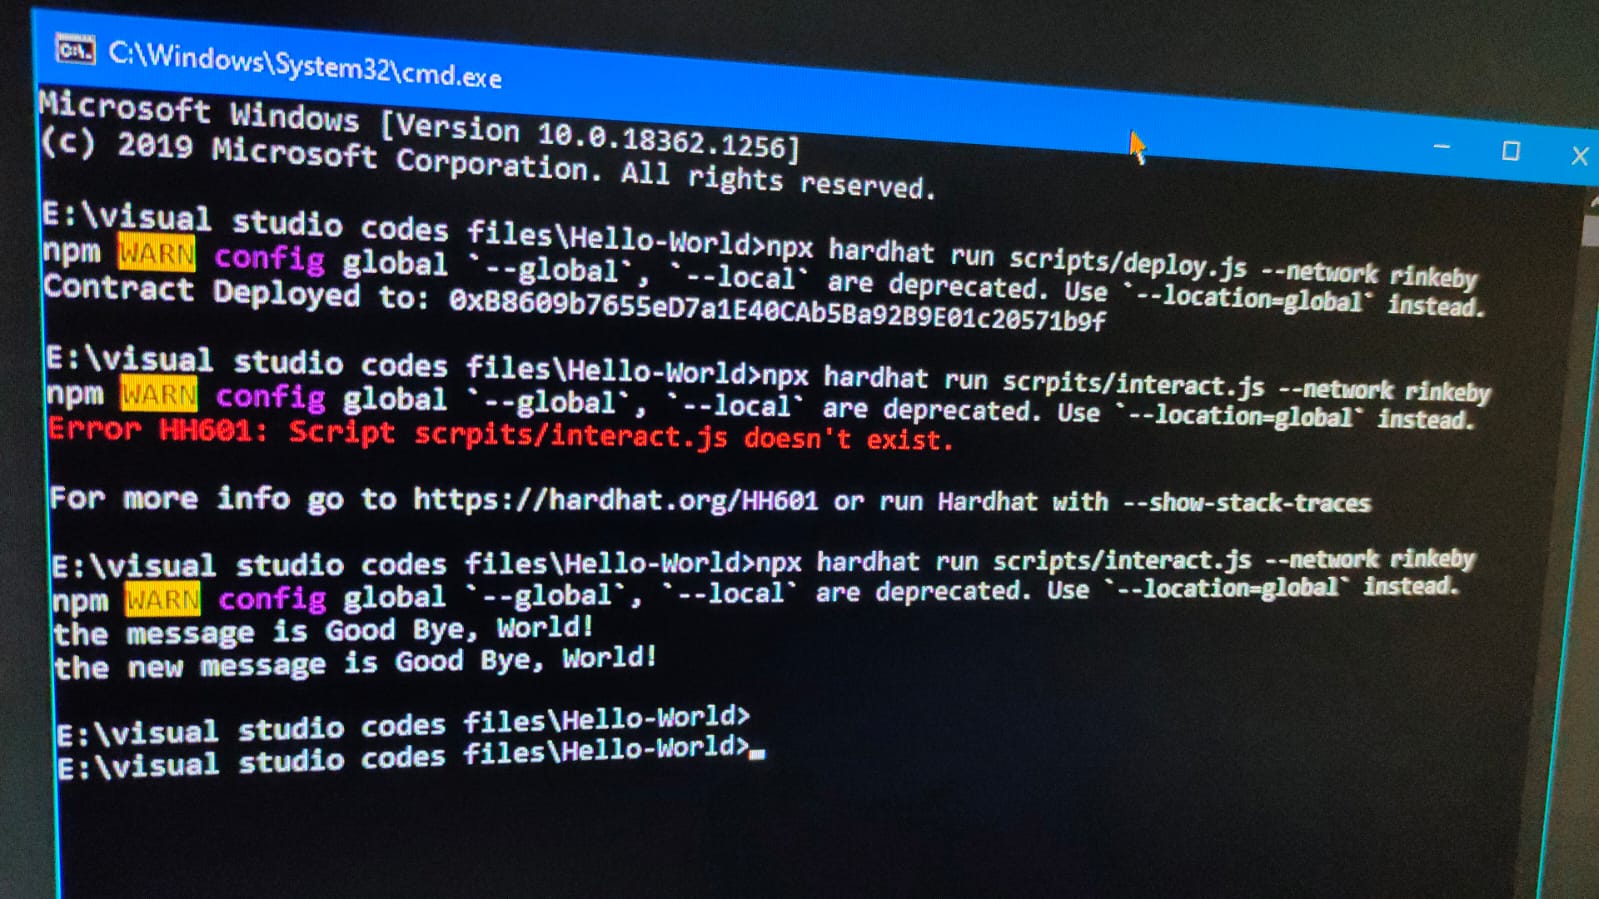 C:\Windows\System32\cmd.exe
Microsoft Windows [Version 10.0.18362.1256]
(c) 2019 Microsoft Corporation. All rights reserved.
E:\visual studio codes files\Hello-World>npx hardhat run scripts/deploy.js --network rinkeby
npm WARN config global `--global`, `--local` are deprecated. Use `--location=global` instead.
Contract Deployed to: 0xB8609b7655eD7a1E40CAb5Ba92B9E01c20571b9f
E:\visual studio codes files\Hello-World>npx hardhat run scrpits/interact.js --network rinkeby
npm WARN config global `--global`, `--local` are deprecated. Use `--location=global` instead.
Error HH601: Script scrpits/interact.js doesn't exist.
For more info go to https://hardhat.org/HH601 or run Hardhat with --show-stack-traces
E:\visual studio codes files\Hello-World>npx hardhat run scripts/interact.js --network rinkeby
npm WARN config global `--global`, `--local` are deprecated. Use `--location=global` instead.
the message is Good Bye, World!
the new message is Good Bye, World!
E:\visual studio codes files\Hello-World>
E:\visual studio codes files\Hello-World>